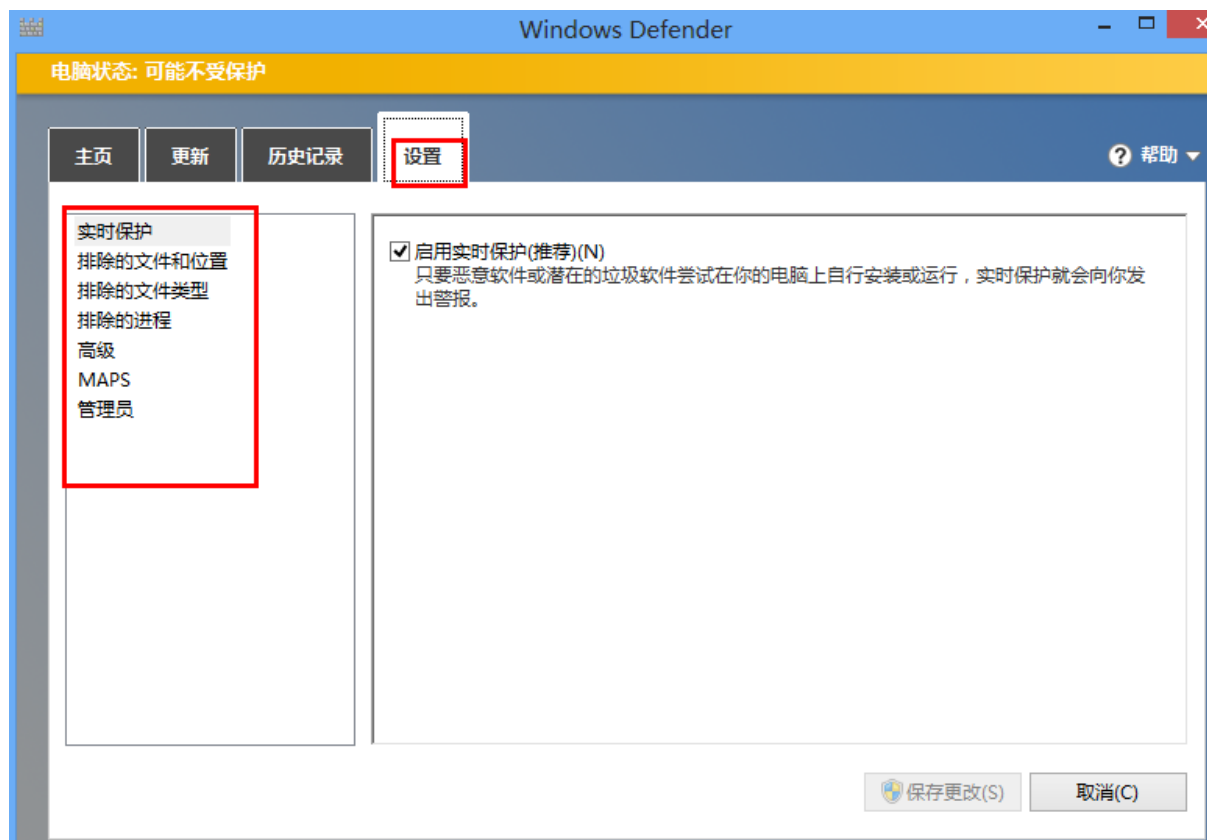 Windows Defender
电脑状态: 可能不受保护
主页
更新
历史记录
设置
帮助
实时保护
排除的文件和位置
排除的文件类型
排除的进程
高级
MAPS
管理员
启用实时保护(推荐)(N)
只要恶意软件或潜在的垃圾软件尝试在你的电脑上自行安装或运行，实时保护就会向你发
出警报。
保存更改(S)
取消(C)